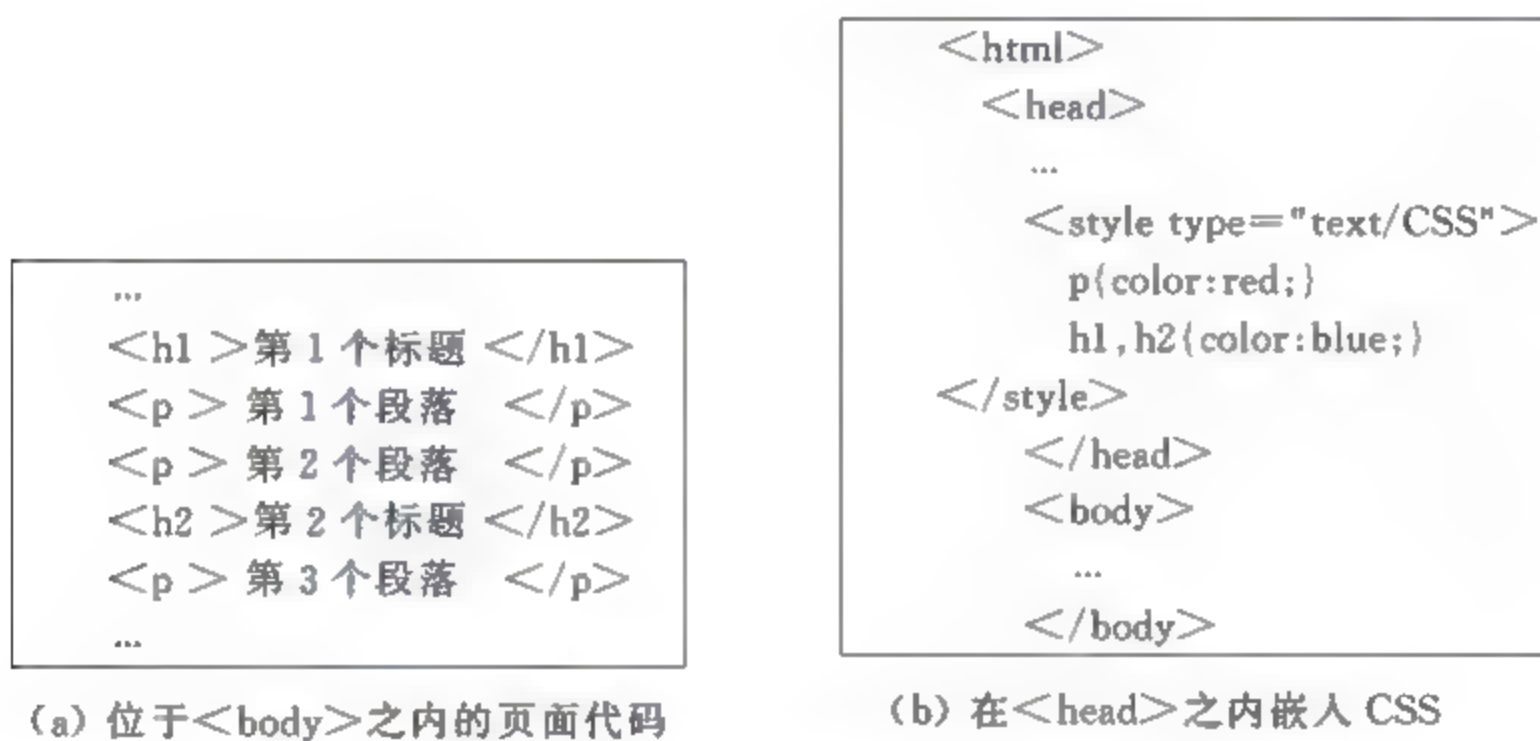 ...
<h1 >第 1 个标题 </h1>
<p > 第 1 个段落 </p>
<p > 第 2 个段落 </p>
<h2 >第 2 个标题 </h2>
<p > 第 3 个段落 </p>
...
(a) 位于<body>之内的页面代码
<html>
<head>
...
<style type="text/CSS">
p{color:red;}
h1,h2{color:blue;}
</style>
</head>
<body>
...
</body>
(b) 在<head>之内嵌人 CSS